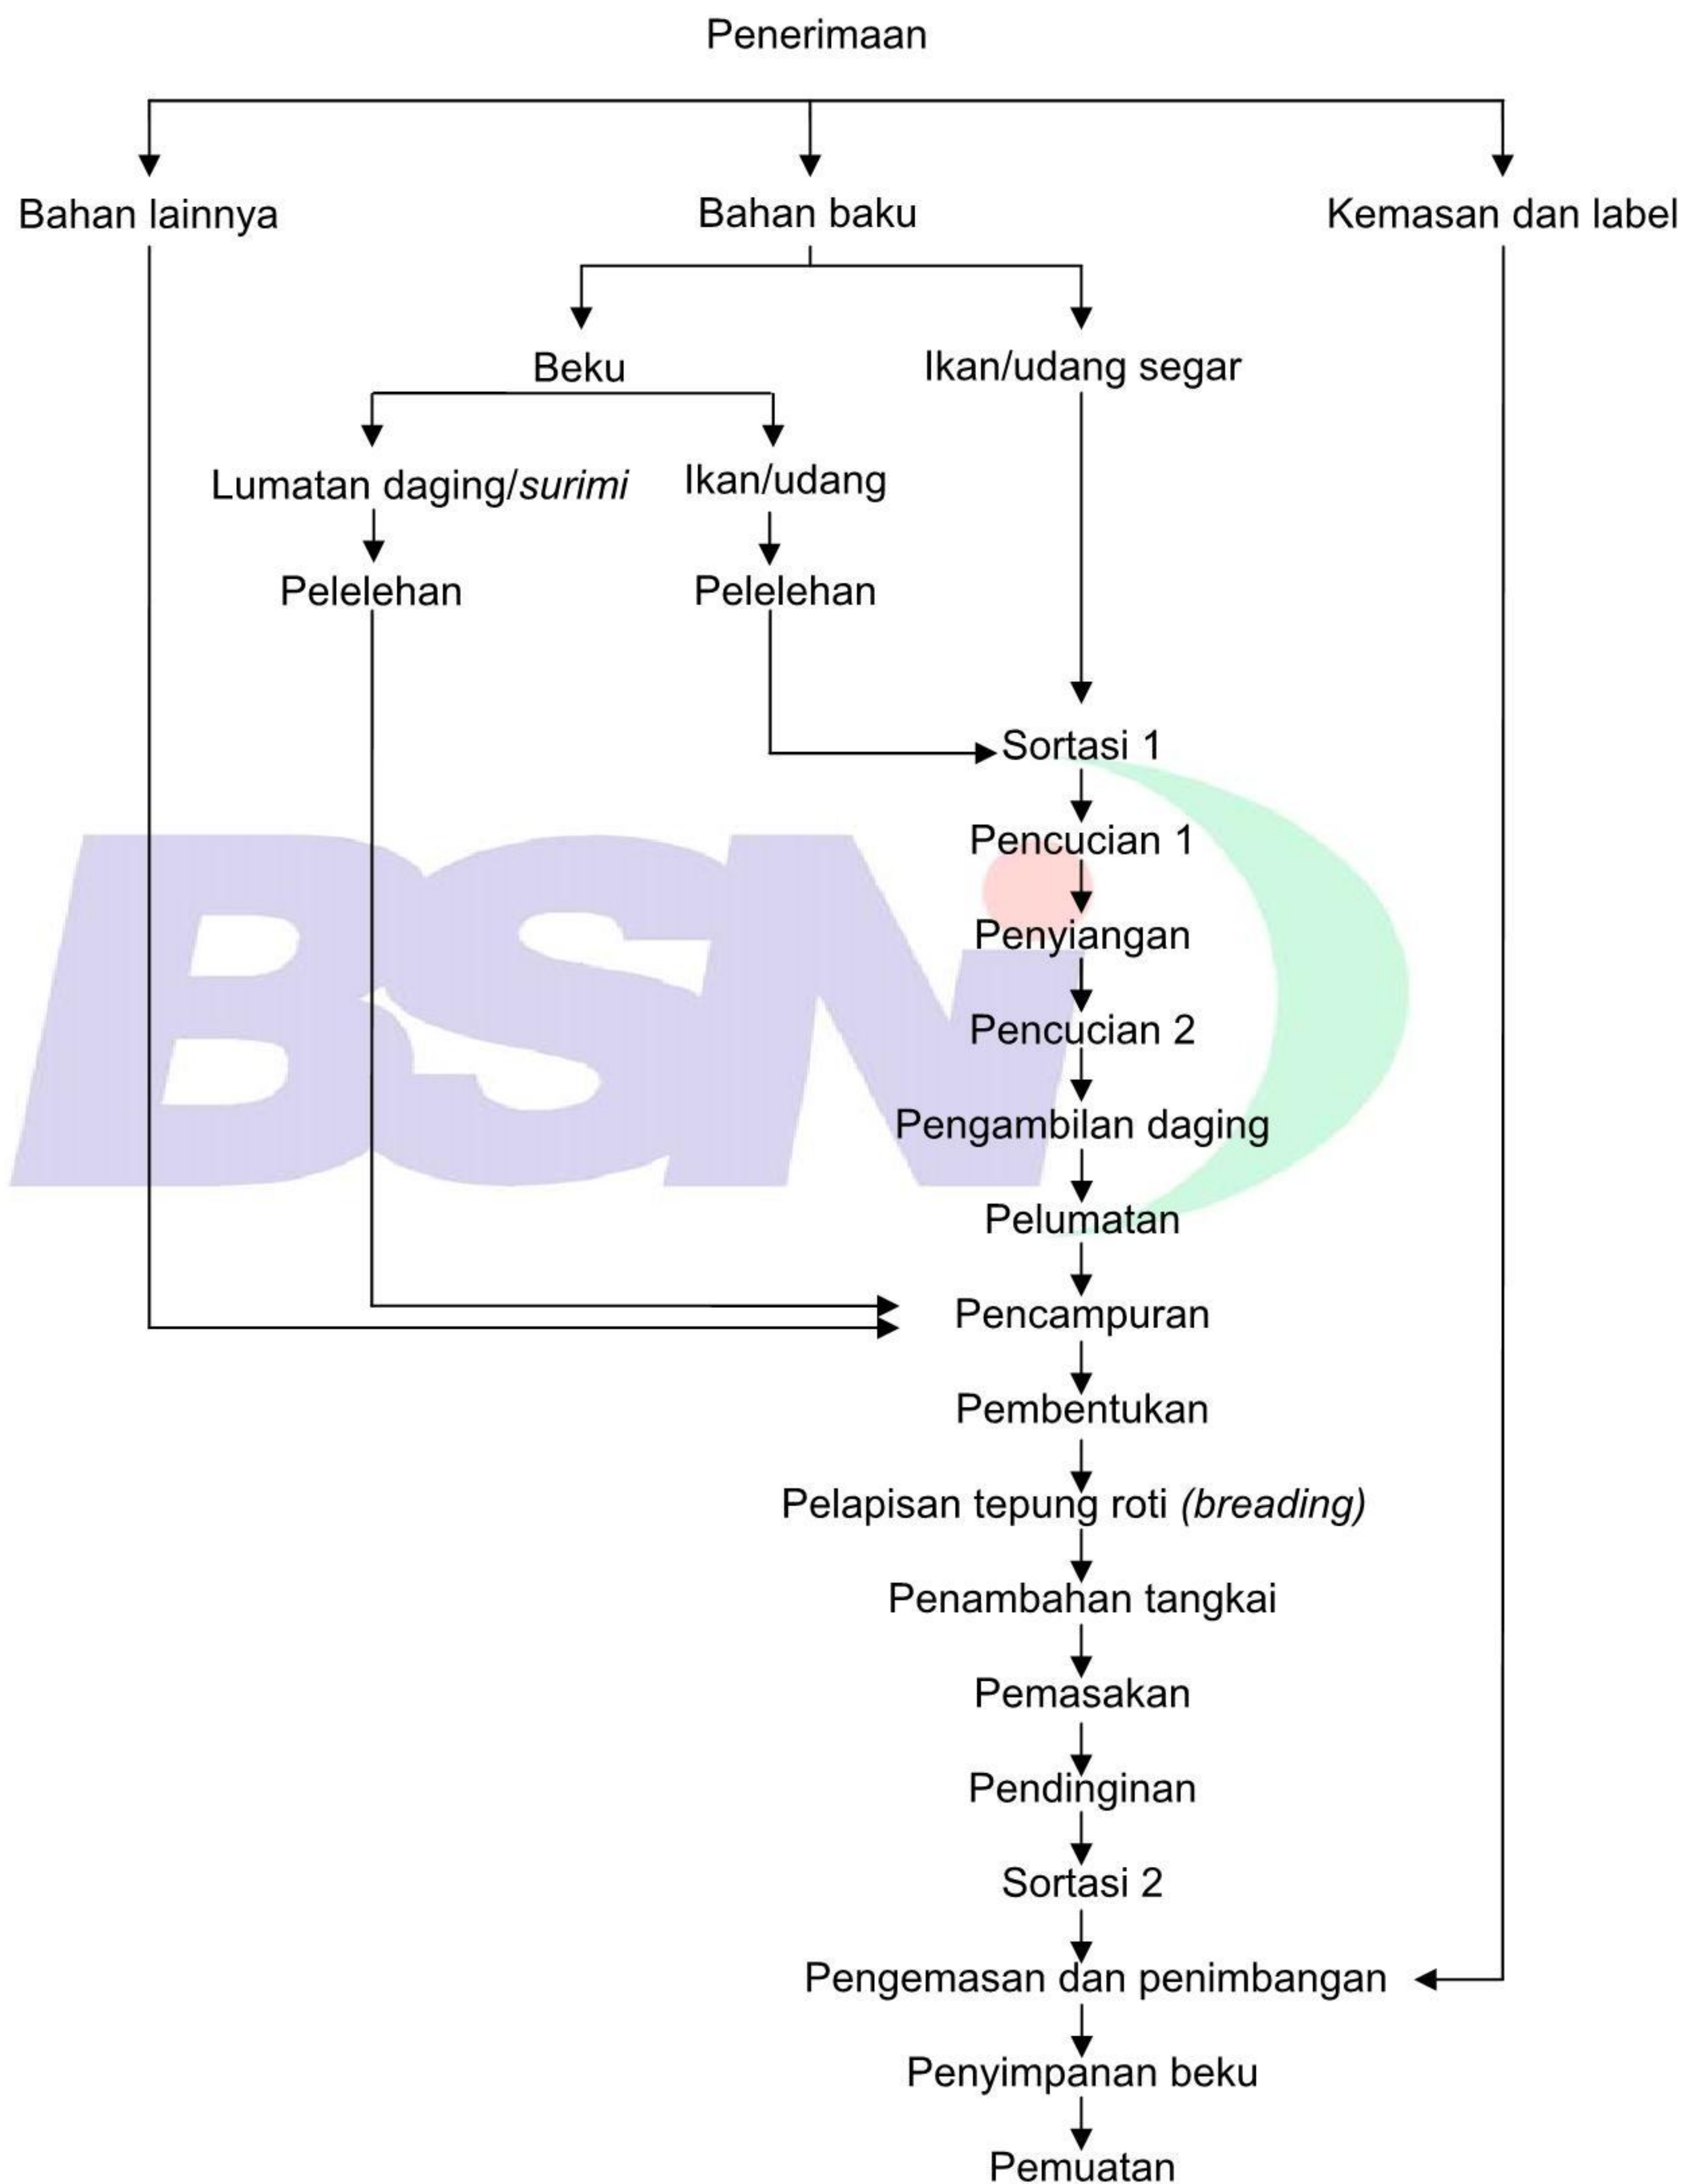 Penerimaan
Bahan lainnya
Bahan baku
Kemasan dan label
Beku
Ikan/udang segar
Lumatan daging/surimi
Ikan/udang
Pelelehan
Pelelehan
Sortasi 1
Pencucian 1
Penyiangan
Pencucian 2
Pengambilan daging
Pelumatan
Pencampuran
Pembentukan
Pelapisan tepung roti (breading)
Penambahan tangkai
Pemasakan
Pendinginan
Sortasi 2
Pengemasan dan penimbangan
Penyimpanan beku
Pemuatan
BSN